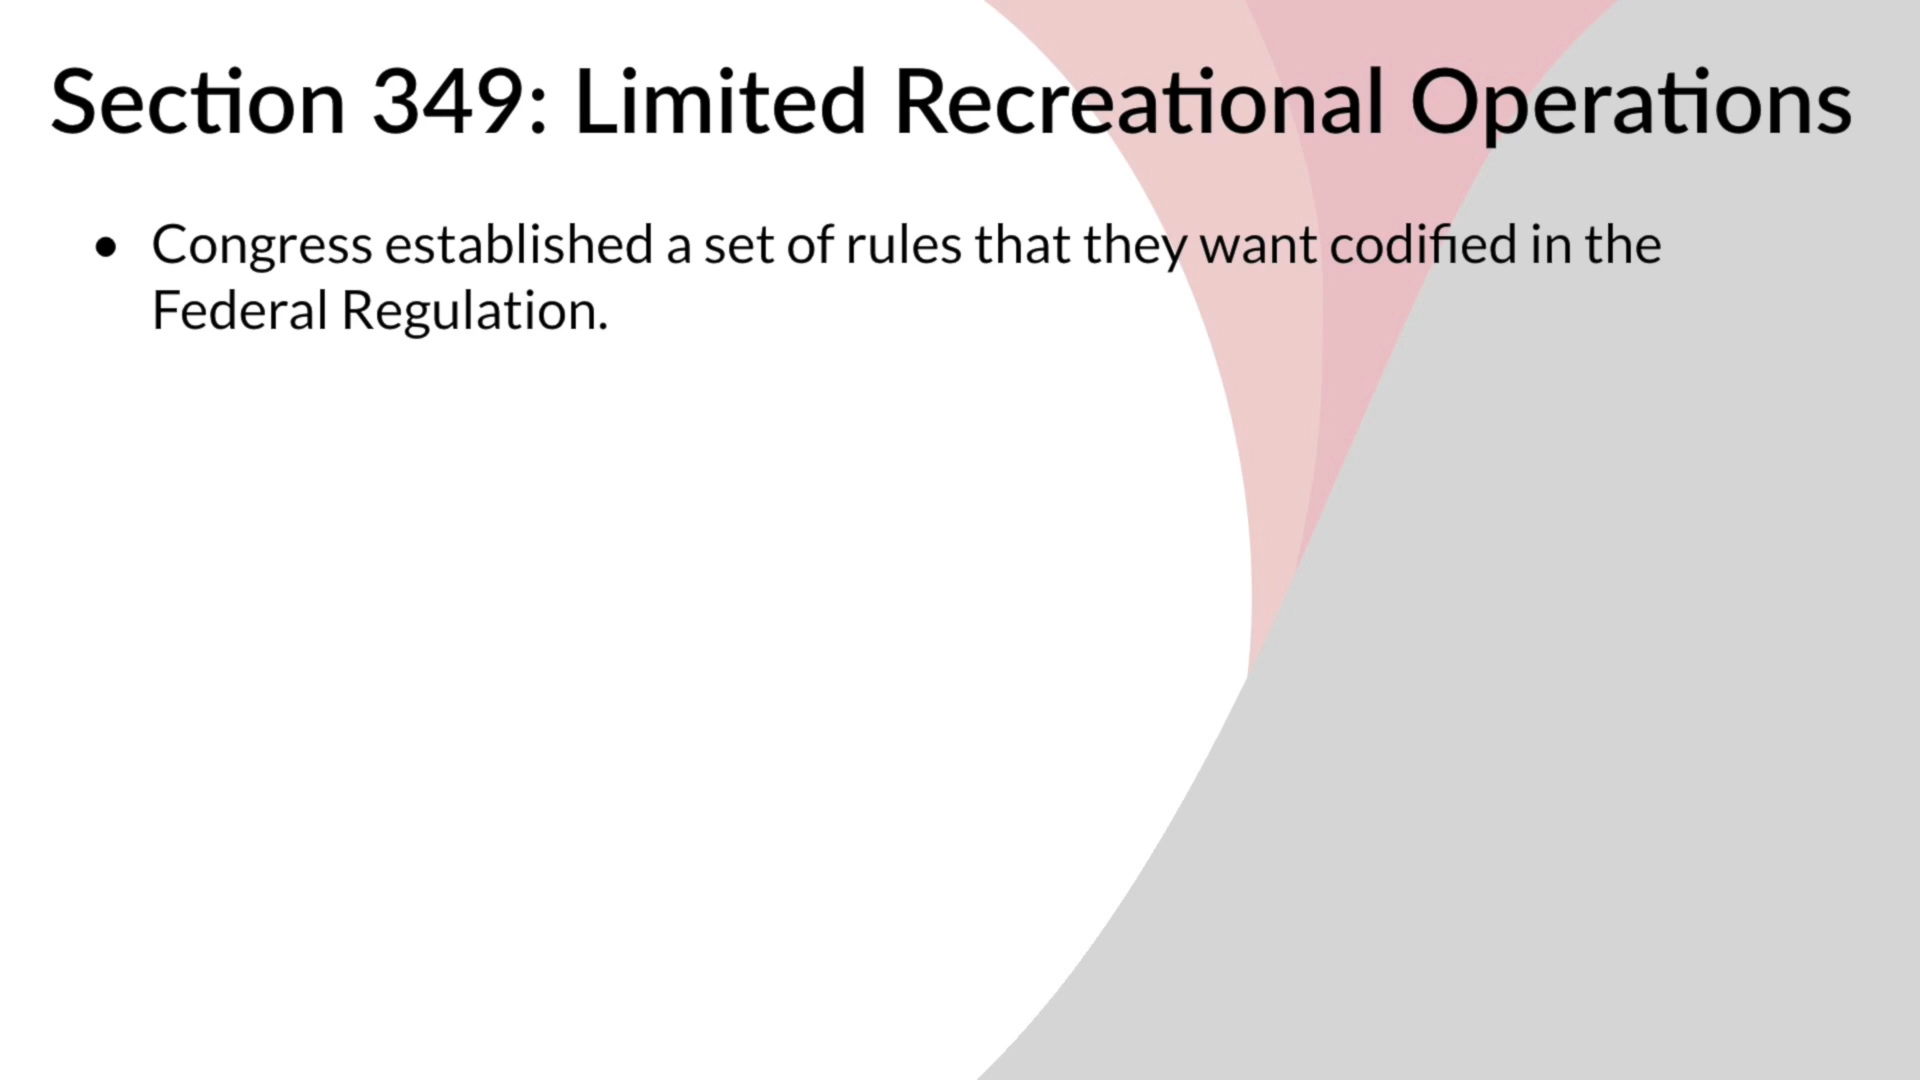 Section 349: Limited Recreational Operations
• Congress established a set of rules that they want codified in the
Federal Regulation.